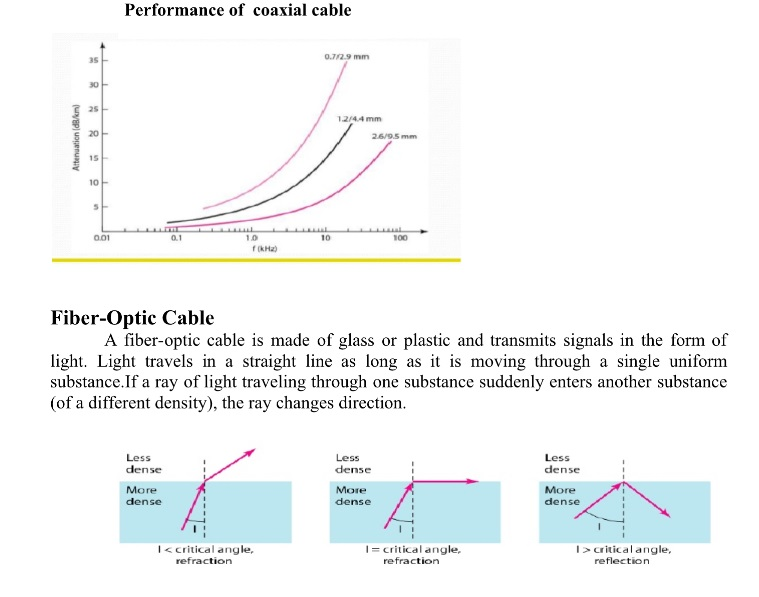 Performance of coaxial cable
0.7/2.9 mm
35
30
25
1.2/4.4 mm
20
2.6/9.5 mm
15
10
5
Attenuation (dB/km)
0.01 0.1 1.0 10 100
f (kHz)
Fiber-Optic Cable
A fiber-optic cable is made of glass or plastic and transmits signals in the form of
light. Light travels in a straight line as long as it is moving through a single uniform
substance.If a ray of light traveling through one substance suddenly enters another substance
(of a different density), the ray changes direction.
Less
dense
More
dense
I
I < critical angle,
refraction
Less
dense
More
dense
I
I = critical angle,
refraction
Less
dense
More
dense
I
I > critical angle,
reflection